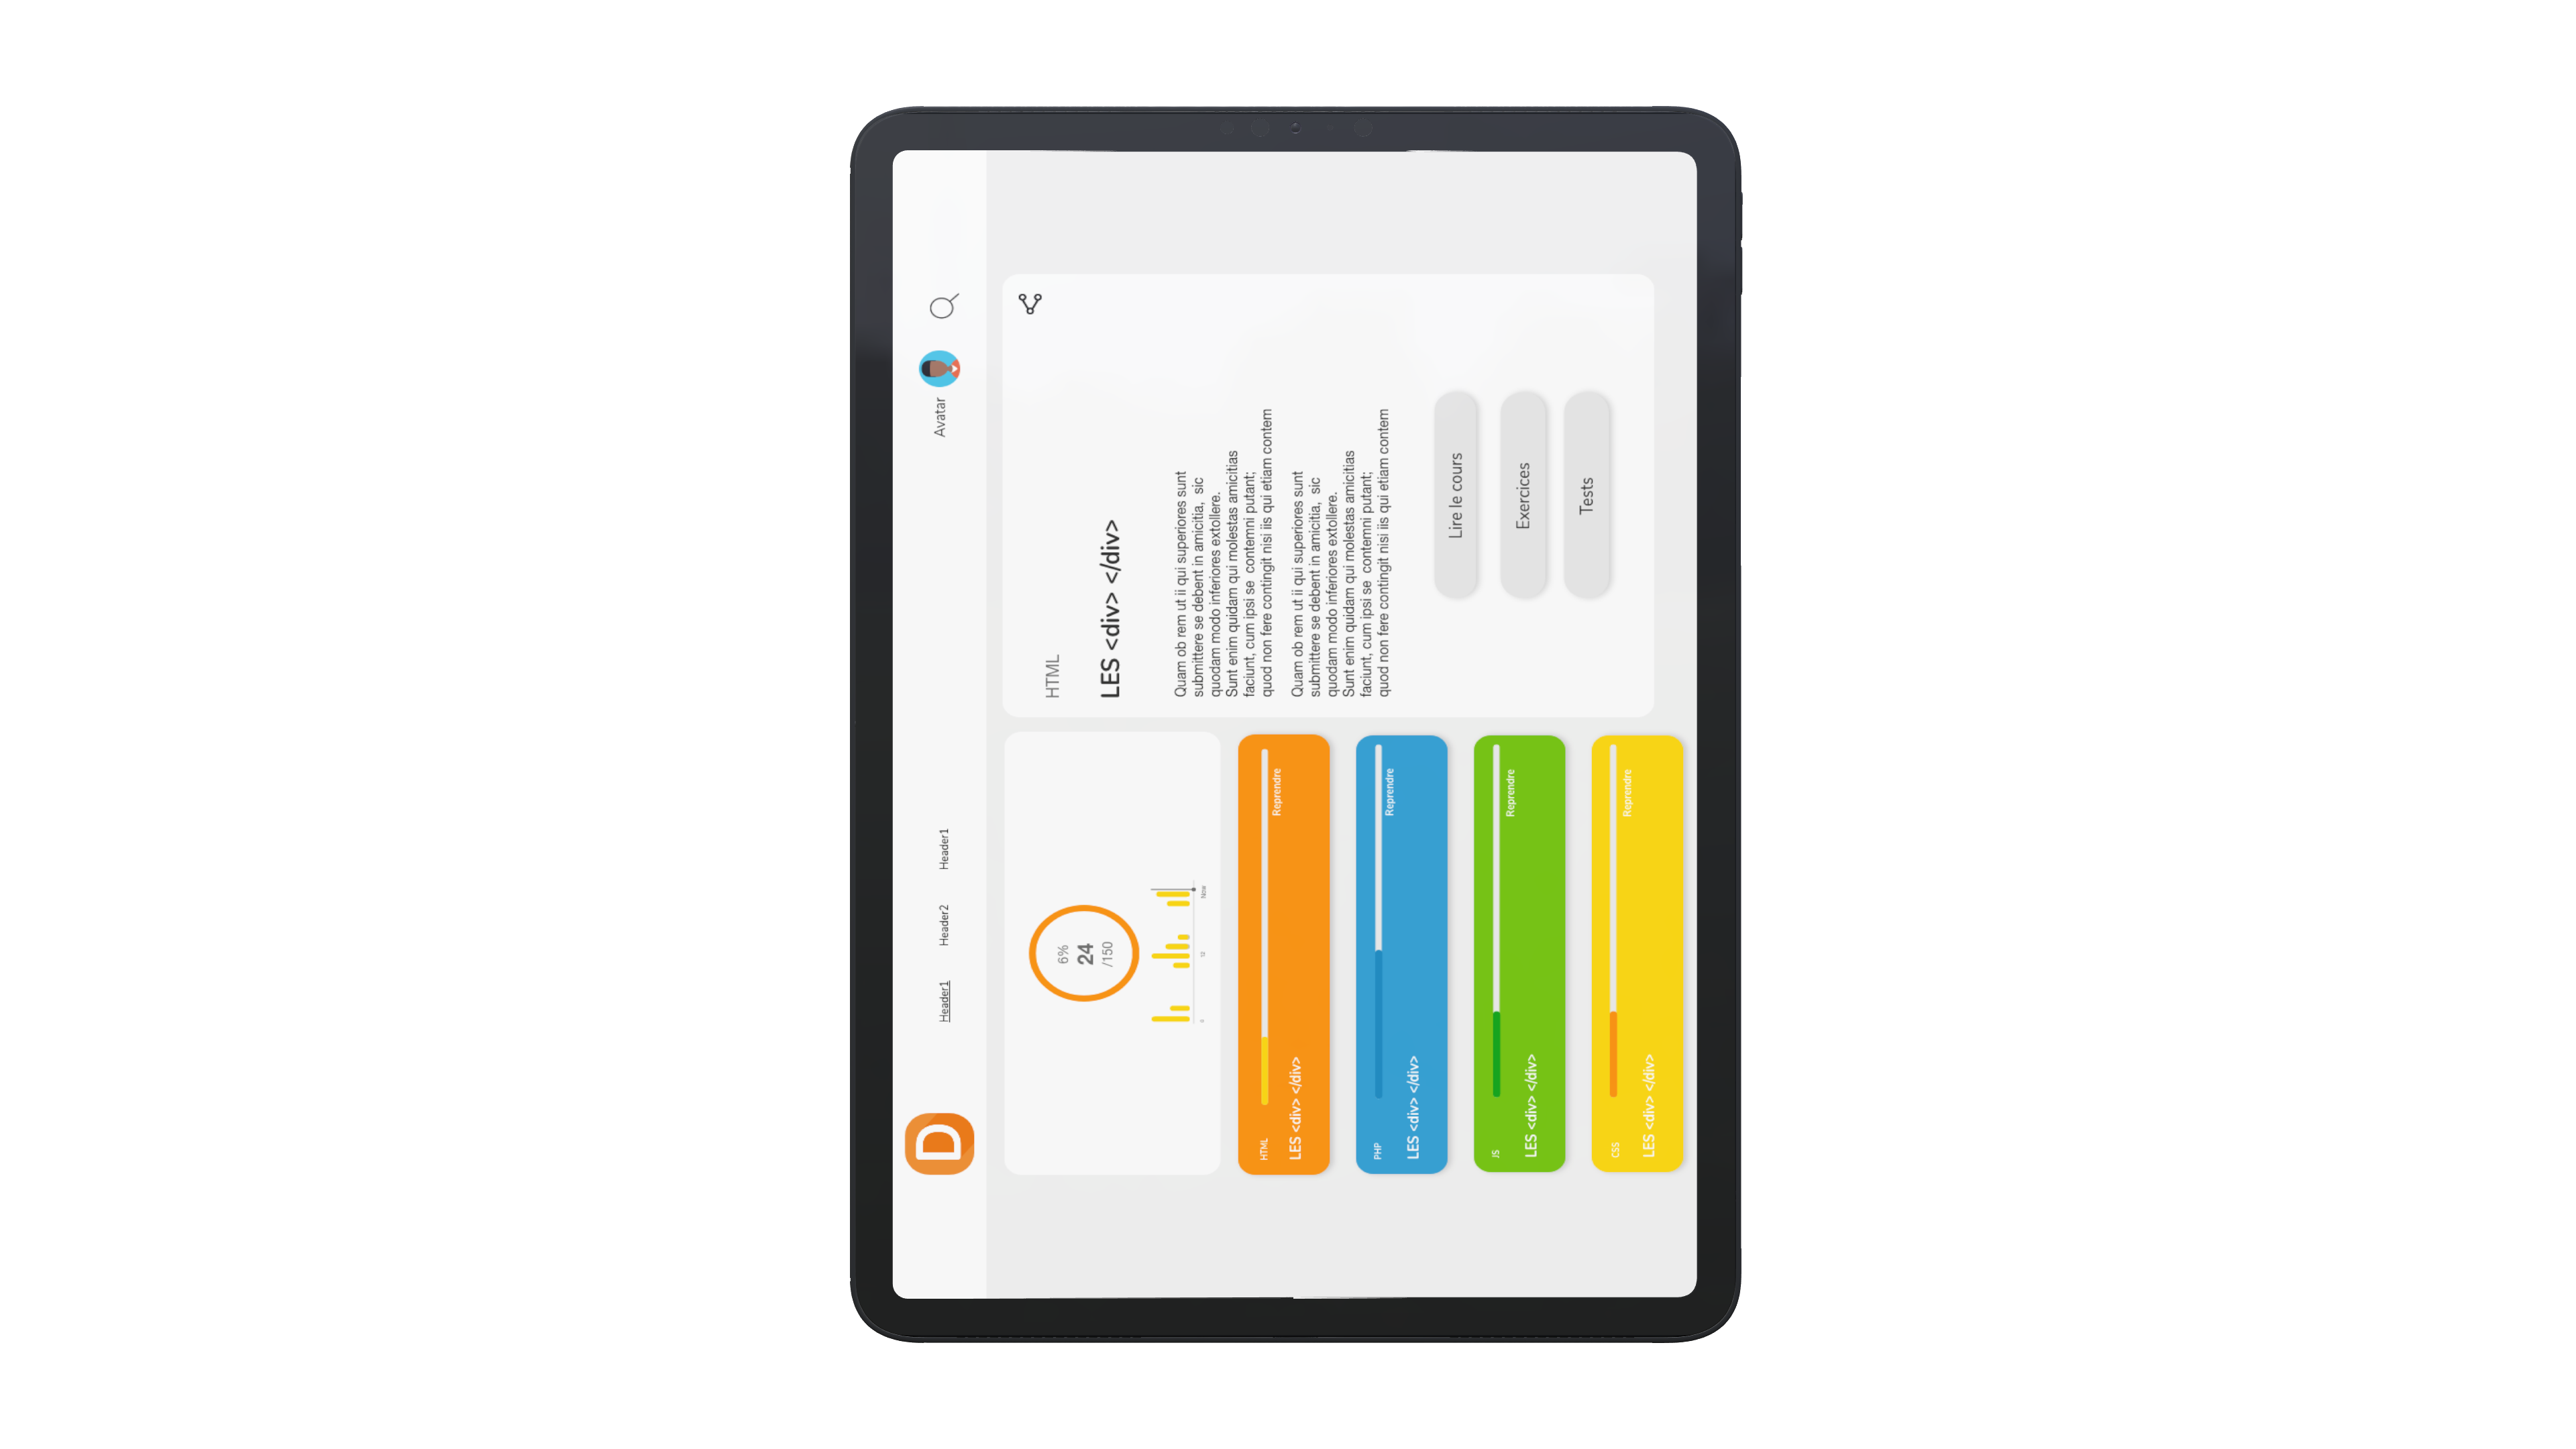 D
Header1
Header2
Header1
Avatar
6%
24
/150
12
Now
HTML
LES <div> </div>
Reprendre
PHP
LES <div> </div>
Reprendre
JS
LES <div> </div>
Reprendre
CSS
LES <div> </div>
Reprendre
HTML
LES <div> </div>
Quam ob rem ut ii qui superiores sunt
submittere se debent in amicitia, sic
quodam modo inferiores extollere.
Sunt enim quidam qui molestas amicitias
faciunt, cum ipsi se contemni putant;
quod non fere contingit nisi iis qui etiam contem
Quam ob rem ut ii qui superiores sunt
submittere se debent in amicitia, sic
quodam modo inferiores extollere.
Sunt enim quidam qui molestas amicitias
faciunt, cum ipsi se contemni putant;
quod non fere contingit nisi iis qui etiam contem
Lire le cours
Exercices
Tests